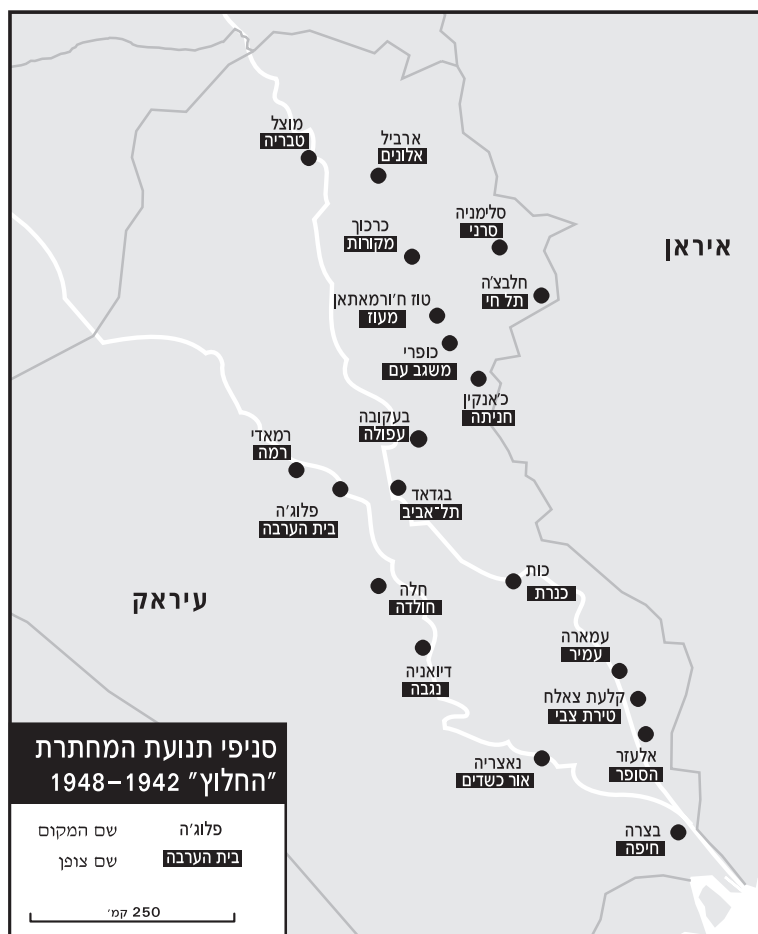 מוצל
טבריה
ארביל
אלונים
סלימניה
סרני
כרכוך
מקורות
איראן
חלבצ'ה
תל חי
טוז ח'ורמאתאן
מעוז
כופרי
משגב עם
כ'אנקין
חניתה
בעקובה
עפולה
רמאדי
רמה
בגדאד
תל־אביב
פלוג'ה
בית הערבה
כות
כנרת
חלה
חולדה
עיראק
עמארה
עמיר
דיואניה
נגבה
קלעת צאלח
טירת צבי
אלעזר
הסופר
נאצריה
אור כשדים
בצרה
חיפה
סניפי תנועת המחתרת
"החלוץ" 1942–1948
פלוג'ה שם המקום
בית הערבה שם צופן
250 קמ'